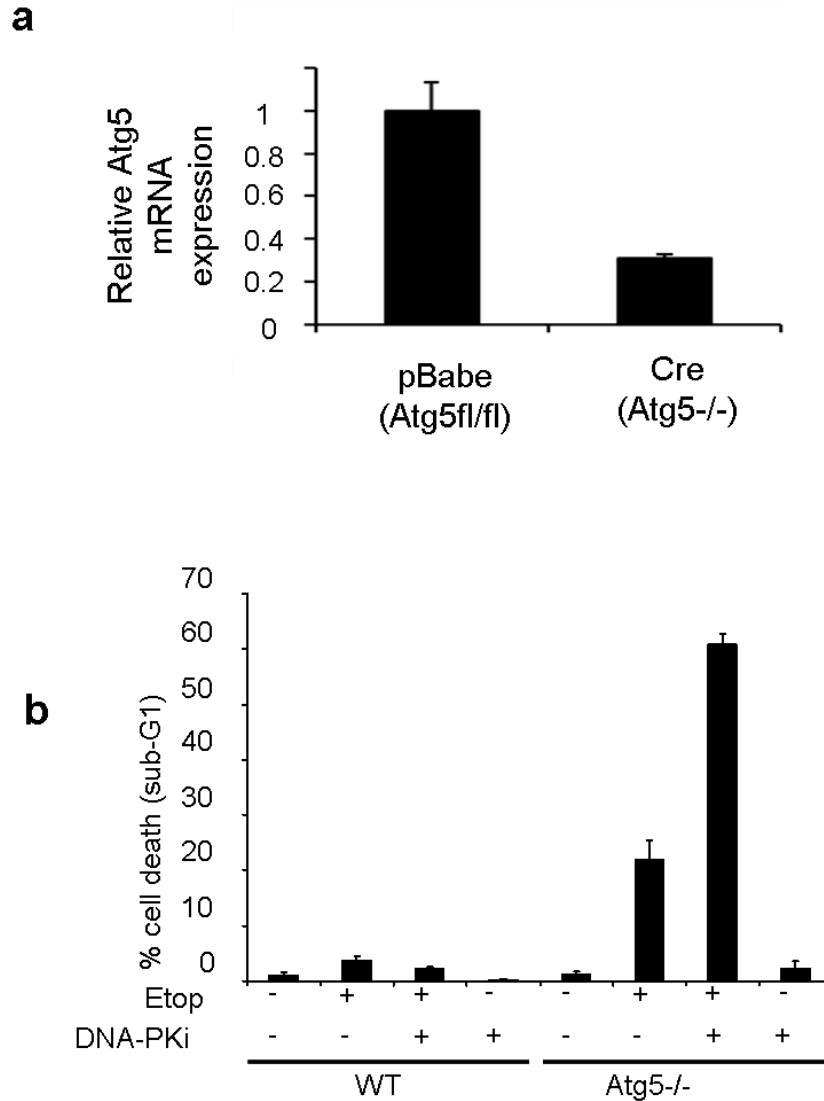 a
Relative Atg5
mRNA
expression
1
0.8
0.6
0.4
0.2
0
pBabe
(Atg5fl/fl)
Cre
(Atg5-/-)
b
% cell death (sub-G1)
70
60
50
40
30
20
10
0
Etop - + + - - + + -
DNA-PKi - - + + - - + +
WT Atg5-/-